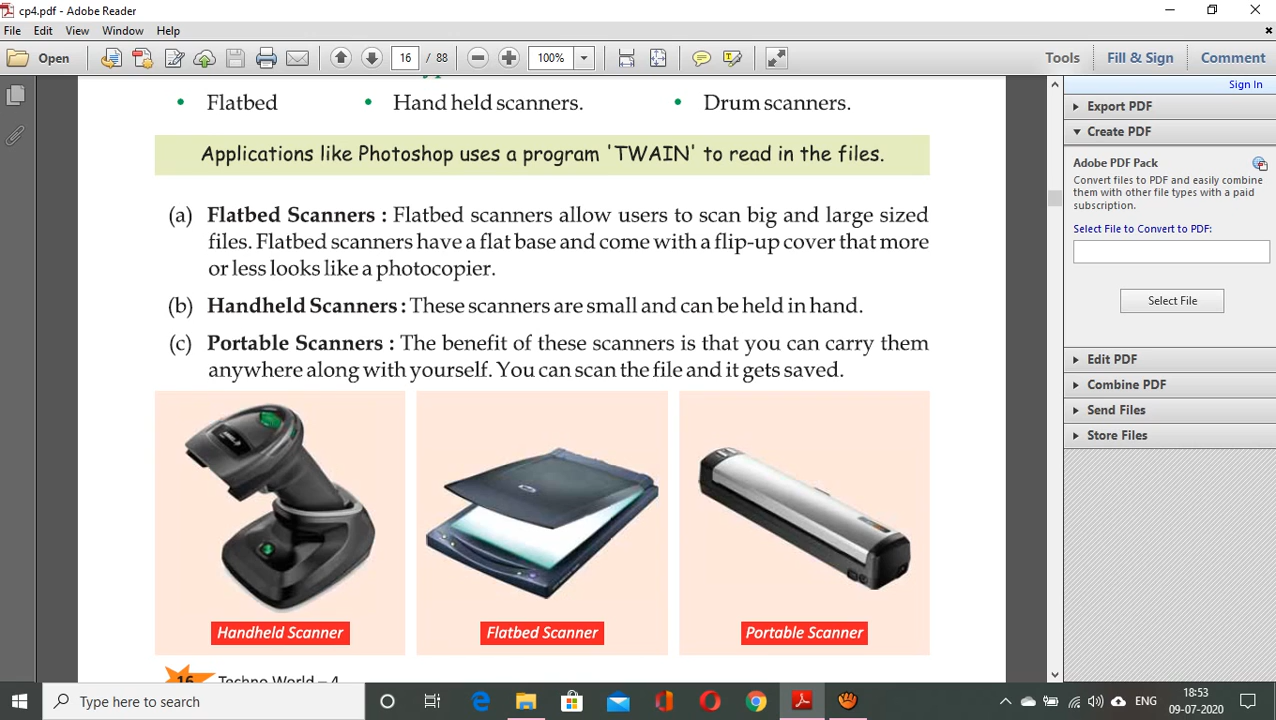 cp4.pdf - Adobe Reader
File Edit View Window Help
Open 16 / 88 100% Tools Fill & Sign Comment
Sign In
• Flatbed • Hand held scanners. • Drum scanners.
Applications like Photoshop uses a program 'TWAIN' to read in the files.
(a) Flatbed Scanners : Flatbed scanners allow users to scan big and large sized
files. Flatbed scanners have a flat base and come with a flip-up cover that more
or less looks like a photocopier.
(b) Handheld Scanners : These scanners are small and can be held in hand.
(c) Portable Scanners : The benefit of these scanners is that you can carry them
anywhere along with yourself. You can scan the file and it gets saved.
Handheld Scanner
Flatbed Scanner
Portable Scanner
16 Techno World – 4
Export PDF
Create PDF
Adobe PDF Pack
Convert files to PDF and easily combine
them with other file types with a paid
subscription.
Select File to Convert to PDF:
Select File
Edit PDF
Combine PDF
Send Files
Store Files
Type here to search
ENG
18:53
09-07-2020